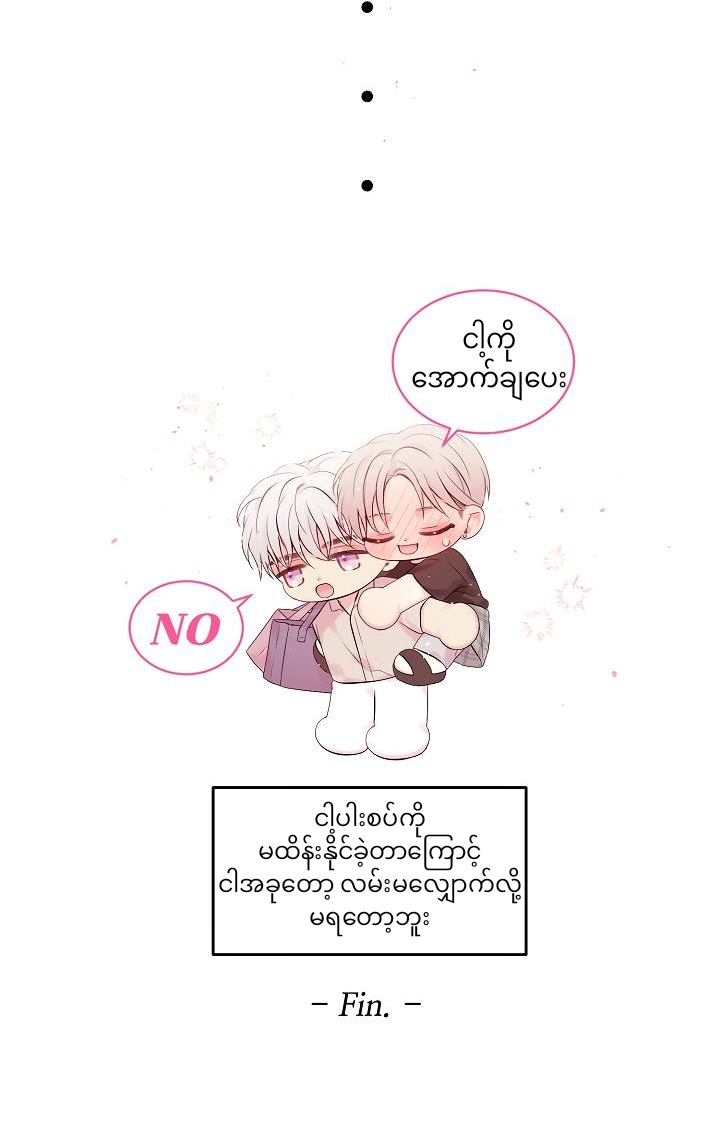 ငါ့ကို
အောက်ချပေး
NO
ငါ့ပါးစပ်ကို
မထိန်းနိုင်ခဲ့တာကြောင့်
ငါအခုတော့ လမ်းမလျှောက်လို့
မရတော့ဘူး
– Fin. –